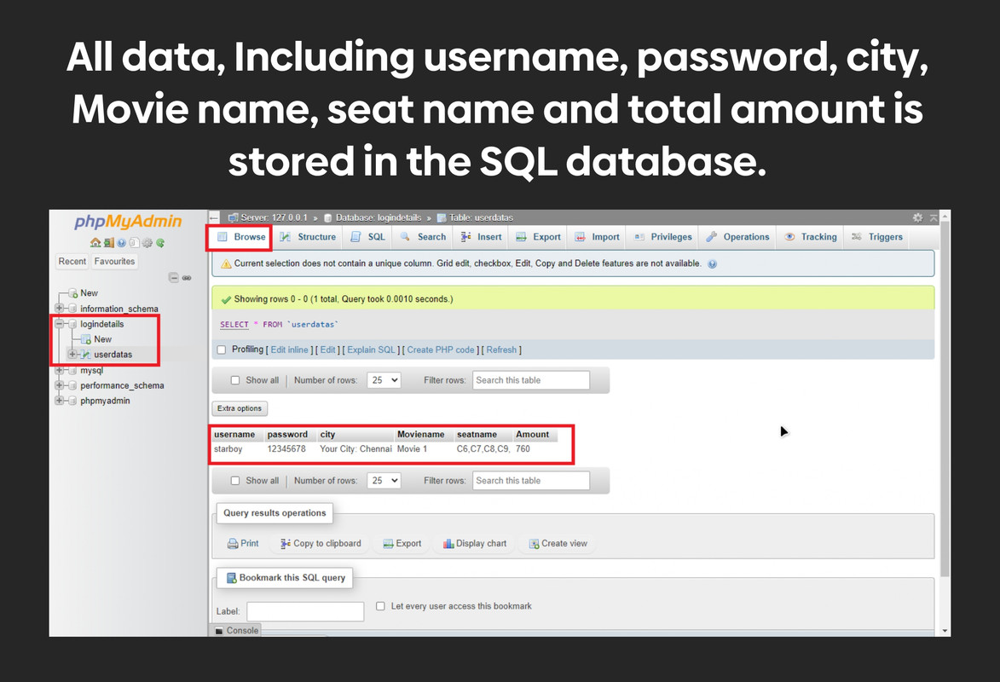 All data, Including username, password, city,
Movie name, seat name and total amount is
stored in the SQL database.
phpMyAdmin
Recent Favourites
New
information_schema
logindetails
New
userdatas
mysql
performance_schema
phpmyadmin
Server: 127.0.0.1 » Database: logindetails » Table: userdatas
Browse Structure SQL Search Insert Export Import Privileges Operations Tracking Triggers
Current selection does not contain a unique column. Grid edit, checkbox, Edit, Copy and Delete features are not available.
Showing rows 0 - 0 (1 total, Query took 0.0010 seconds.)
SELECT * FROM `userdatas`
Profiling [ Edit inline ] [ Edit ] [ Explain SQL ] [ Create PHP code ] [ Refresh ]
Show all | Number of rows: 25 Filter rows: Search this table
Extra options
username password city Moviename seatname Amount
starboy 12345678 Your City: Chennai Movie 1 C6,C7,C8,C9, 760
Show all | Number of rows: 25 Filter rows: Search this table
Query results operations
Print Copy to clipboard Export Display chart Create view
Bookmark this SQL query
Label: Let every user access this bookmark
Console